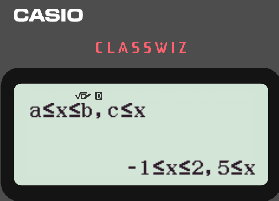 CASIO
CLASSWIZ
√▱ D
a≤x≤b,c≤x
-1≤x≤2,5≤x